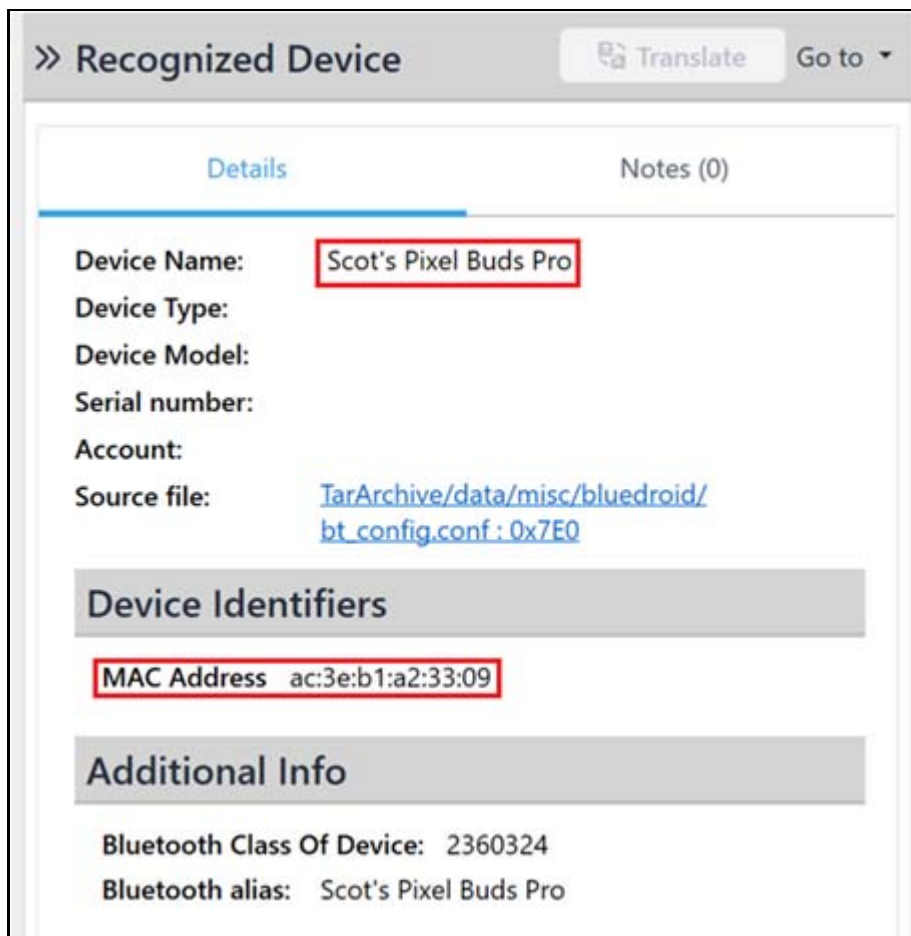 Recognized Device Translate Go to
Details Notes (0)
Device Name: Scot's Pixel Buds Pro
Device Type:
Device Model:
Serial number:
Account:
Source file: TarArchive/data/misc/bluedroid/
bt_config.conf : 0x7E0
Device Identifiers
MAC Address ac:3e:b1:a2:33:09
Additional Info
Bluetooth Class Of Device: 2360324
Bluetooth alias: Scot's Pixel Buds Pro